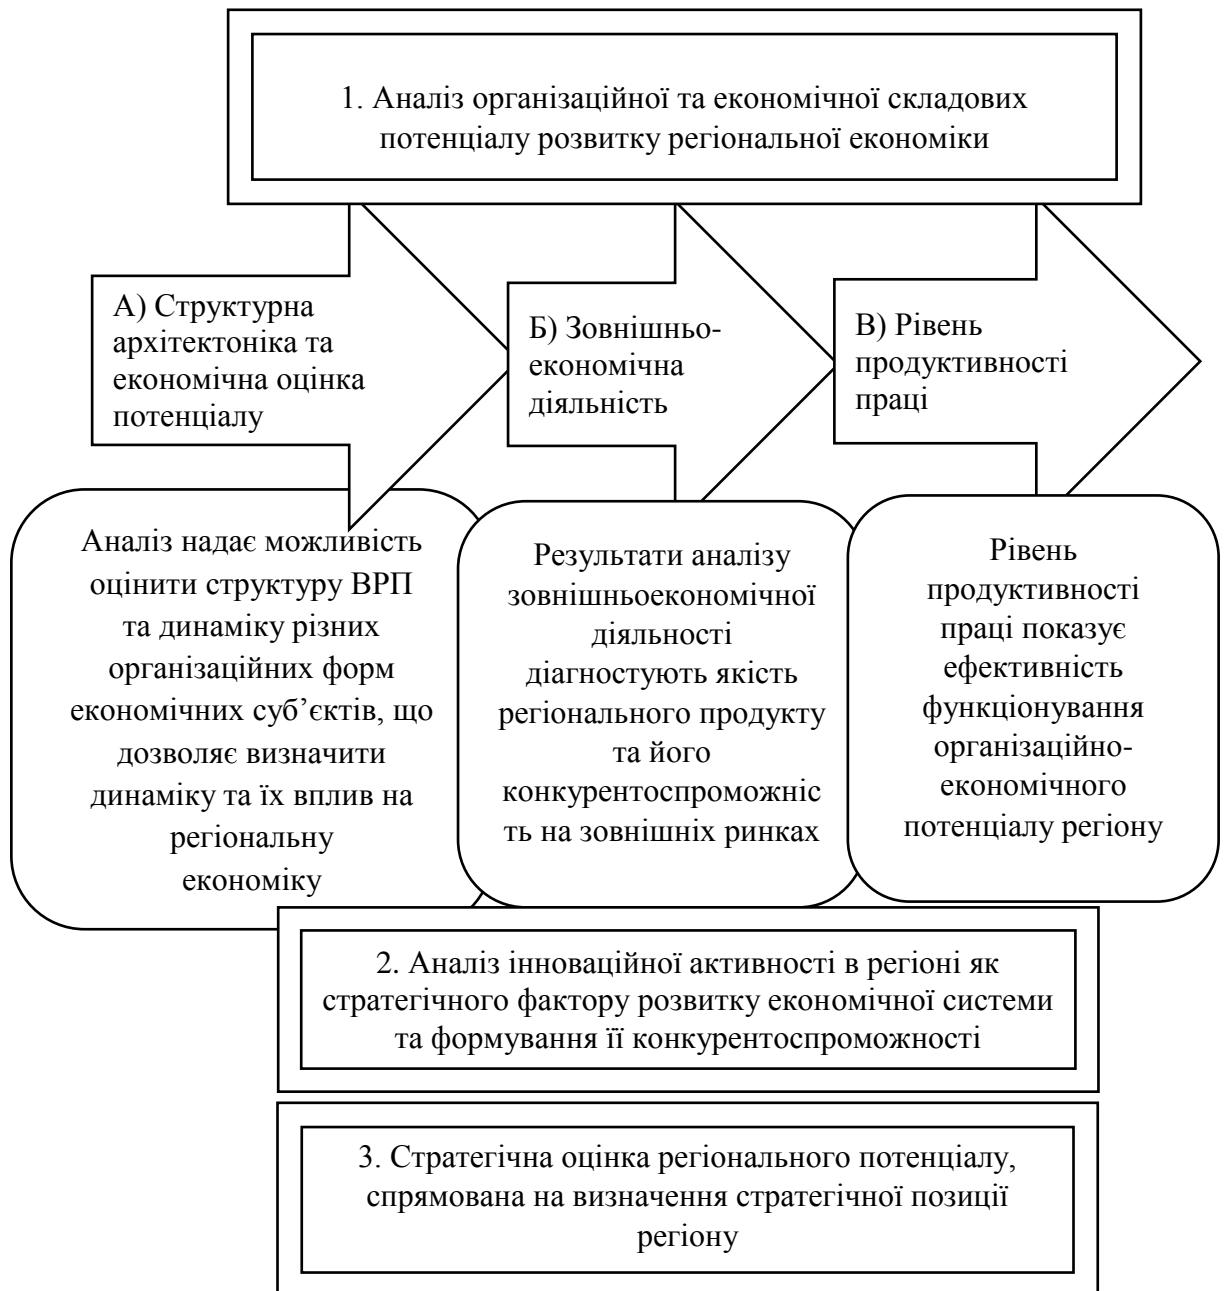 1. Аналіз організаційної та економічної складових
потенціалу розвитку регіональної економіки
А) Структурна
архітектоніка та
економічна оцінка
потенціалу
Б) Зовнішньо-
економічна
діяльність
В) Рівень
продуктивності
праці
Аналіз надає можливість
оцінити структуру ВРП
та динаміку різних
організаційних форм
економічних суб’єктів, що
дозволяє визначити
динаміку та їх вплив на
регіональну
економіку
Результати аналізу
зовнішньоекономічної
діяльності
діагностують якість
регіонального продукту
та його
конкурентоспроможніс
ть на зовнішніх ринках
Рівень
продуктивності
праці показує
ефективність
функціонування
організаційно-
економічного
потенціалу регіону
2. Аналіз інноваційної активності в регіоні як
стратегічного фактору розвитку економічної системи
та формування її конкурентоспроможності
3. Стратегічна оцінка регіонального потенціалу,
спрямована на визначення стратегічної позиції
регіону